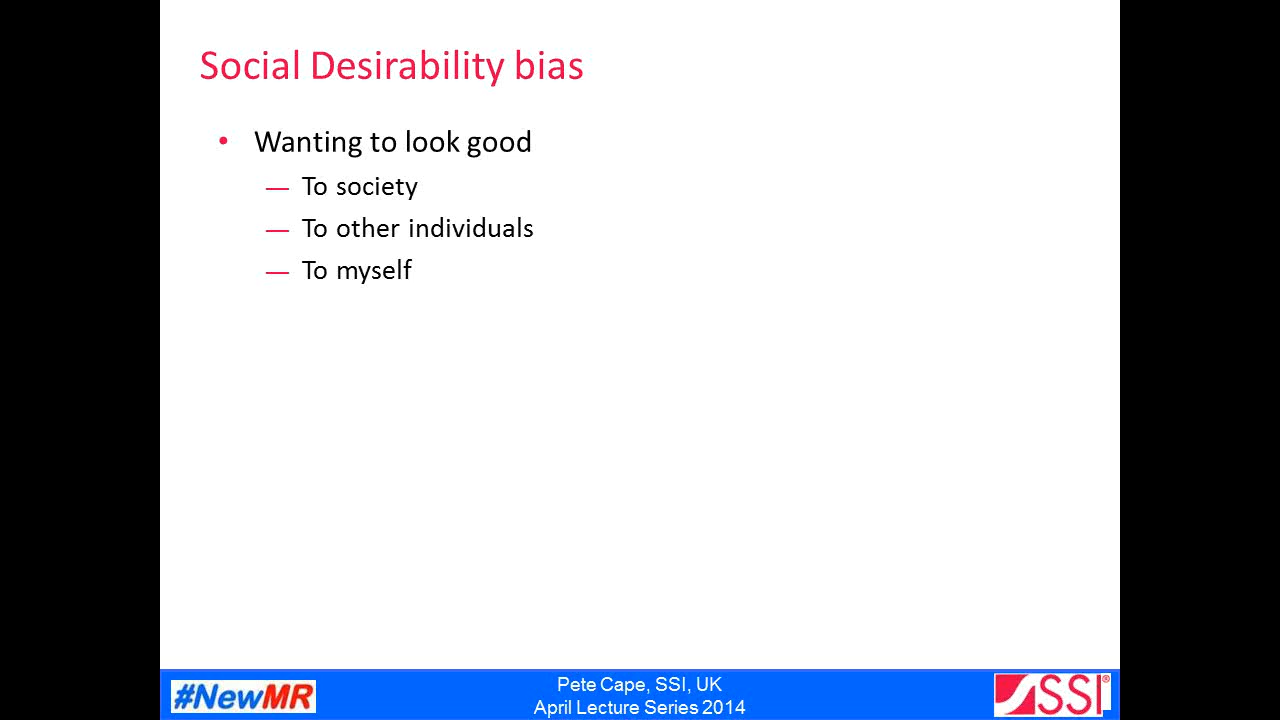 Social Desirability bias
• Wanting to look good
— To society
— To other individuals
— To myself
#NewMR
Pete Cape, SSI, UK
April Lecture Series 2014
SSI®